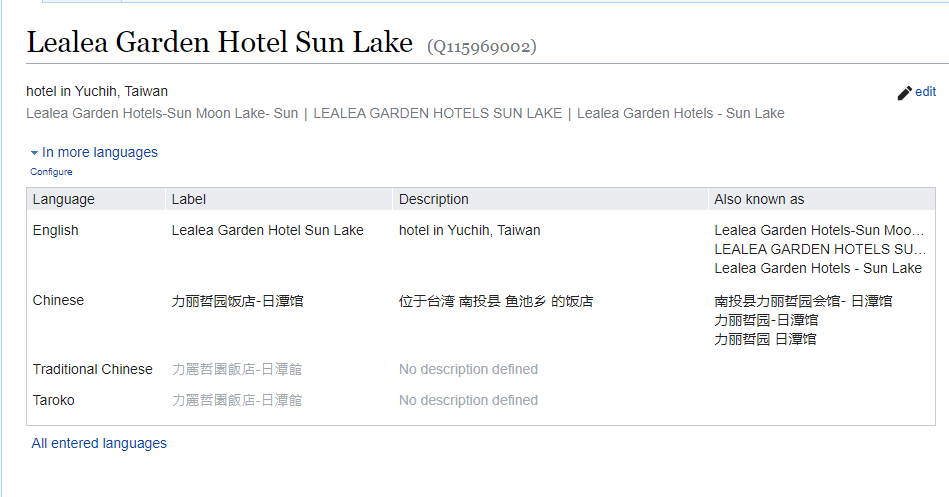 Lealea Garden Hotel Sun Lake (Q115969002)
hotel in Yuchih, Taiwan
edit
Lealea Garden Hotels-Sun Moon Lake- Sun | LEALEA GARDEN HOTELS SUN LAKE | Lealea Garden Hotels - Sun Lake
In more languages
Configure
Language Label Description Also known as
English Lealea Garden Hotel Sun Lake hotel in Yuchih, Taiwan Lealea Garden Hotels-Sun Moo...
LEALEA GARDEN HOTELS SU...
Lealea Garden Hotels - Sun Lake
Chinese 力丽哲园饭店-日潭馆 位于台湾 南投县 鱼池乡 的饭店 南投县力丽哲园会馆- 日潭馆
力丽哲园-日潭馆
力丽哲园 日潭馆
Traditional Chinese 力麗哲園飯店-日潭館 No description defined
Taroko 力麗哲園飯店-日潭館 No description defined
All entered languages